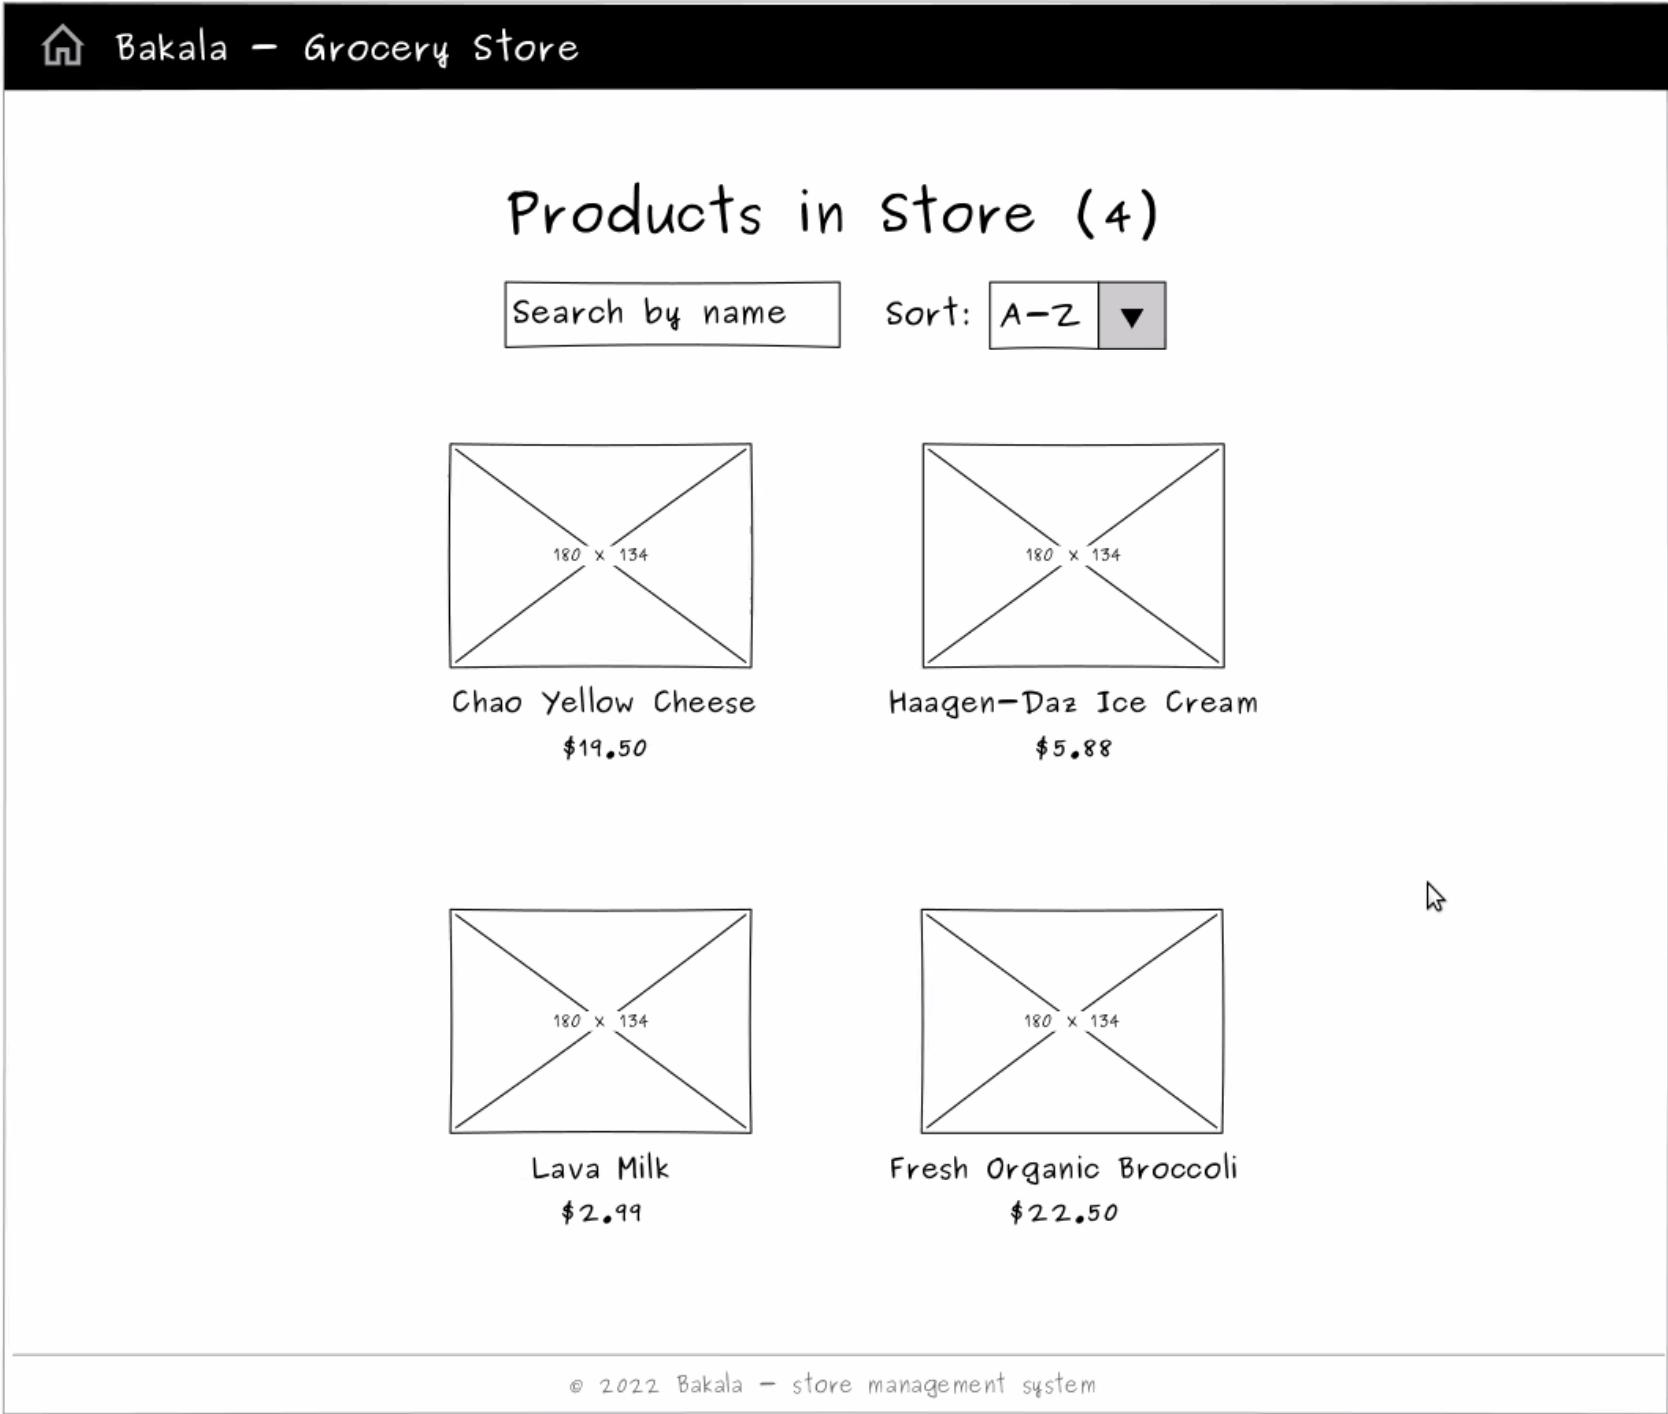 Bakala - Grocery Store
Products in Store (4)
Search by name Sort: A-Z
180 x 134 180 x 134
Chao Yellow Cheese Haagen-Daz Ice Cream
$19.50 $5.88
180 x 134 180 x 134
Lava Milk Fresh Organic Broccoli
$2.99 $22.50
© 2022 Bakala - store management system